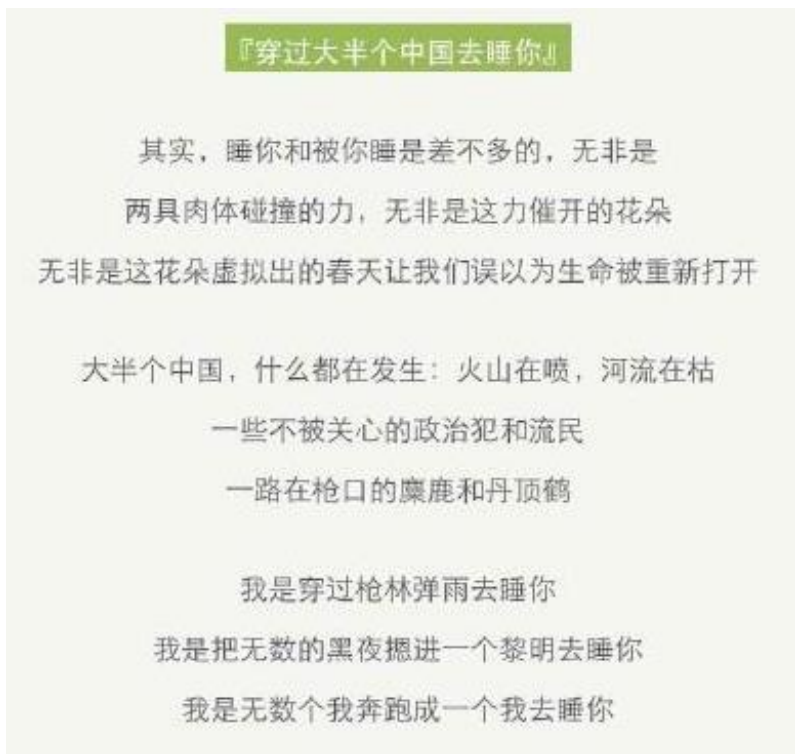 『穿过大半个中国去睡你』
其实，睡你和被你睡是差不多的，无非是
两具肉体碰撞的力，无非是这力催开的花朵
无非是这花朵虚拟出的春天让我们误以为生命被重新打开
大半个中国，什么都在发生：火山在喷，河流在枯
一些不被关心的政治犯和流民
一路在枪口的麋鹿和丹顶鹤
我是穿过枪林弹雨去睡你
我是把无数的黑夜摁进一个黎明去睡你
我是无数个我奔跑成一个我去睡你